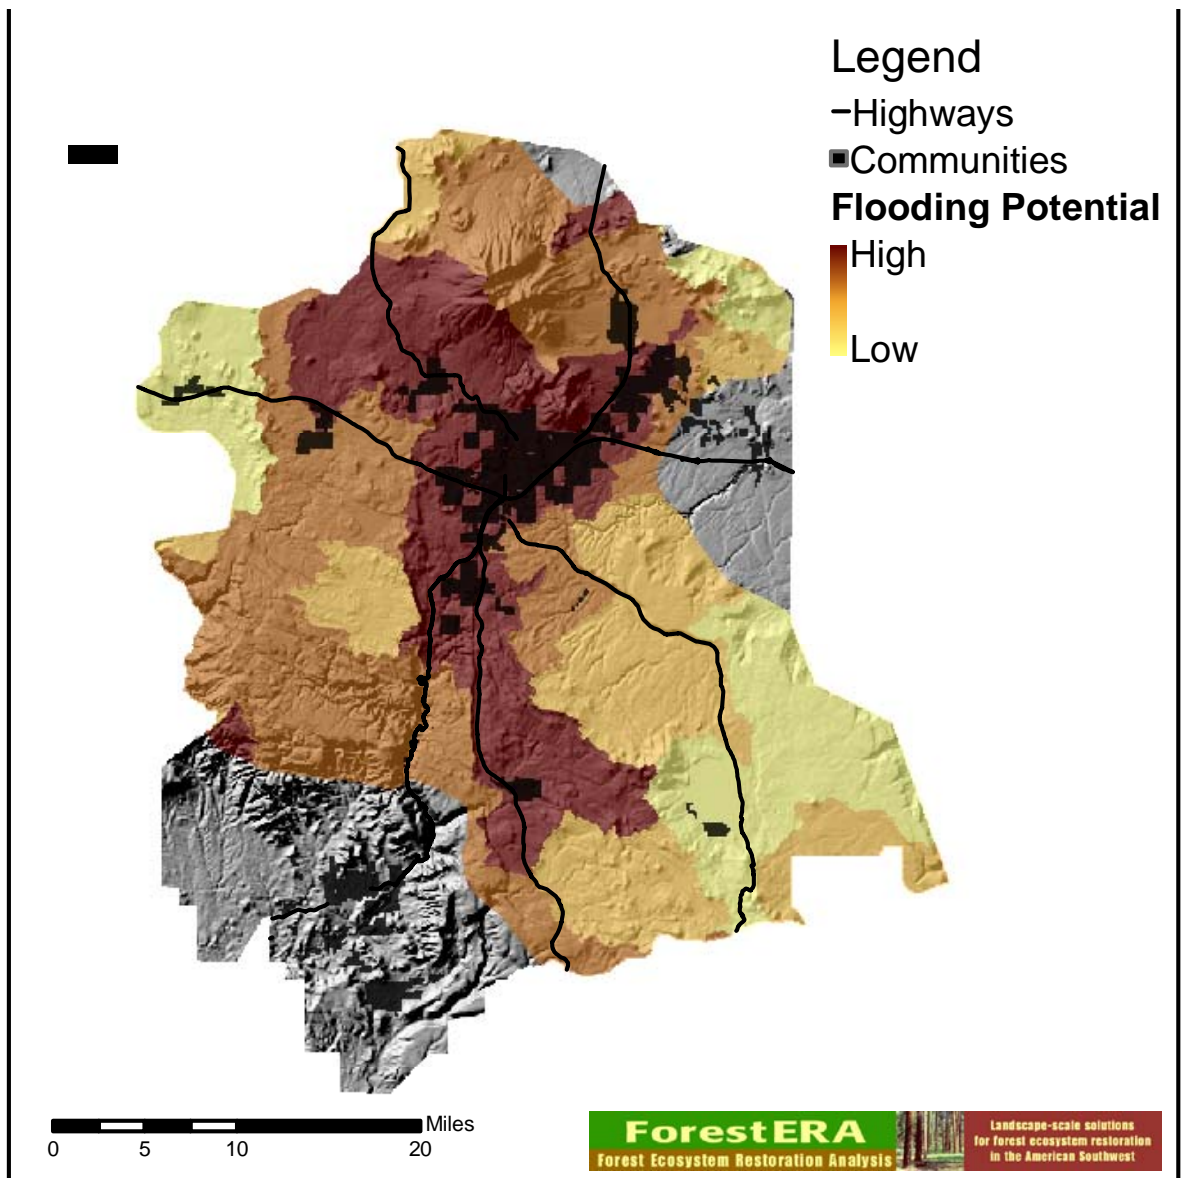 Legend
Highways
Communities
Flooding Potential
High
Low
Miles
0 5 10 20
ForestERA
Forest Ecosystem Restoration Analysis
Landscape-scale solutions
for forest ecosystem restoration
in the American Southwest